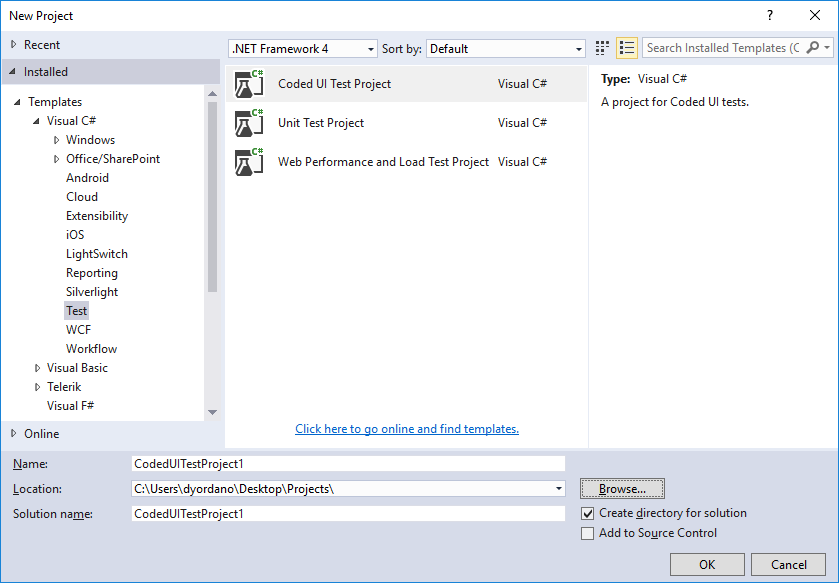 New Project
?
Recent
.NET Framework 4
Sort by:
Default
Search Installed Templates (C
Installed
Templates
Visual C#
Windows
Office/SharePoint
Android
Cloud
Extensibility
iOS
LightSwitch
Reporting
Silverlight
Test
WCF
Workflow
Visual Basic
Telerik
Visual F#
Online
C#
Coded UI Test Project
Visual C#
C#
Unit Test Project
Visual C#
C#
Web Performance and Load Test Project
Visual C#
Click here to go online and find templates.
Type: Visual C#
A project for Coded UI tests.
Name:
CodedUITestProject1
Location:
C:\Users\dyordano\Desktop\Projects\
Browse...
Solution name:
CodedUITestProject1
Create directory for solution
Add to Source Control
OK
Cancel